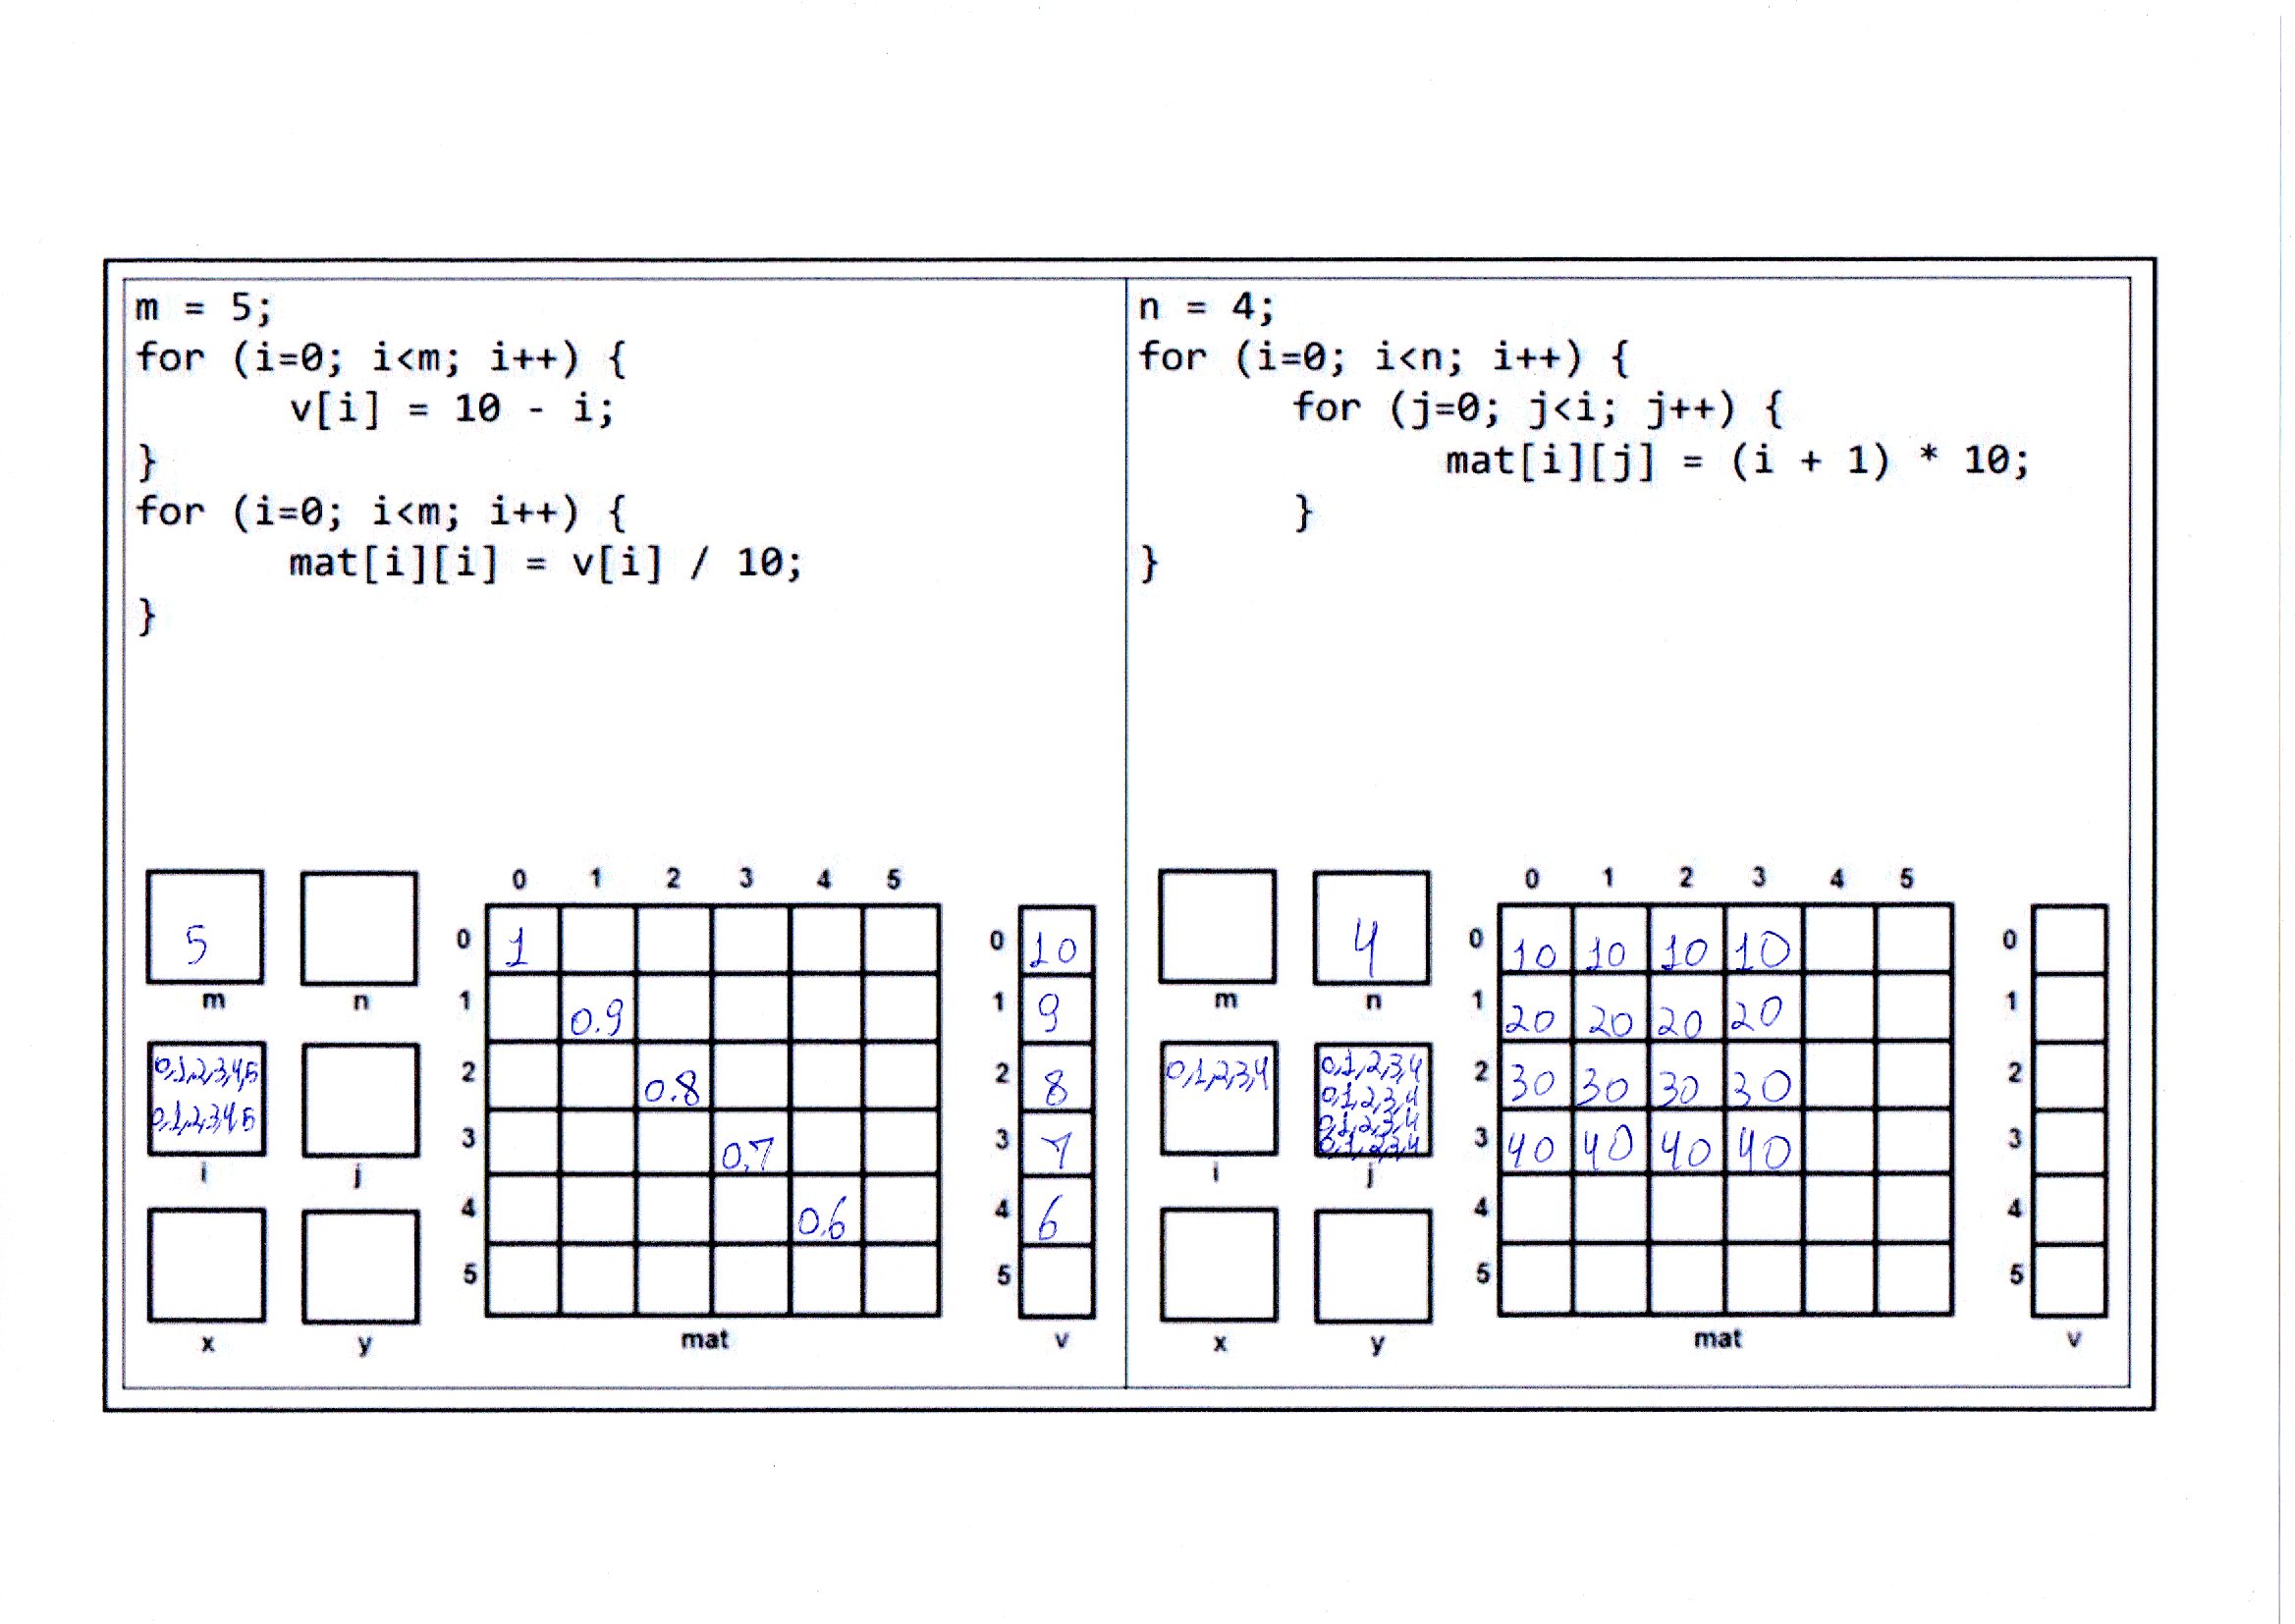 m = 5;
for (i=0; i<m; i++) {
v[i] = 10 - i;
}
for (i=0; i<m; i++) {
mat[i][i] = v[i] / 10;
}
0 1 2 3 4 5
0 1
1 0.9
2 0.8
3 0.7
4 0.6
5
mat
0 10
1 9
2 8
3 7
4 6
5
v
5
m
n
0,1,2,3,4,5
0,1,2,3,4,5
i
j
x
y
n = 4;
for (i=0; i<n; i++) {
for (j=0; j<i; j++) {
mat[i][j] = (i + 1) * 10;
}
}
0 1 2 3 4 5
0 10 10 10 10
1 20 20 20 20
2 30 30 30 30
3 40 40 40 40
4
5
mat
0
1
2
3
4
5
v
m
4
n
0,1,2,3,4
i
0,1,2,3,4
0,1,2,3,4
0,1,2,3,4
0,1,2,3,4
j
x
y